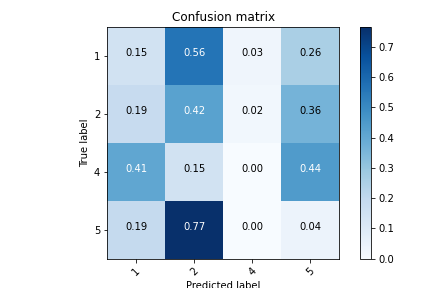 Confusion matrix
True label
1 0.15 0.56 0.03 0.26
2 0.19 0.42 0.02 0.36
4 0.41 0.15 0.00 0.44
5 0.19 0.77 0.00 0.04
1 2 4 5
Predicted label
0.7
0.6
0.5
0.4
0.3
0.2
0.1
0.0